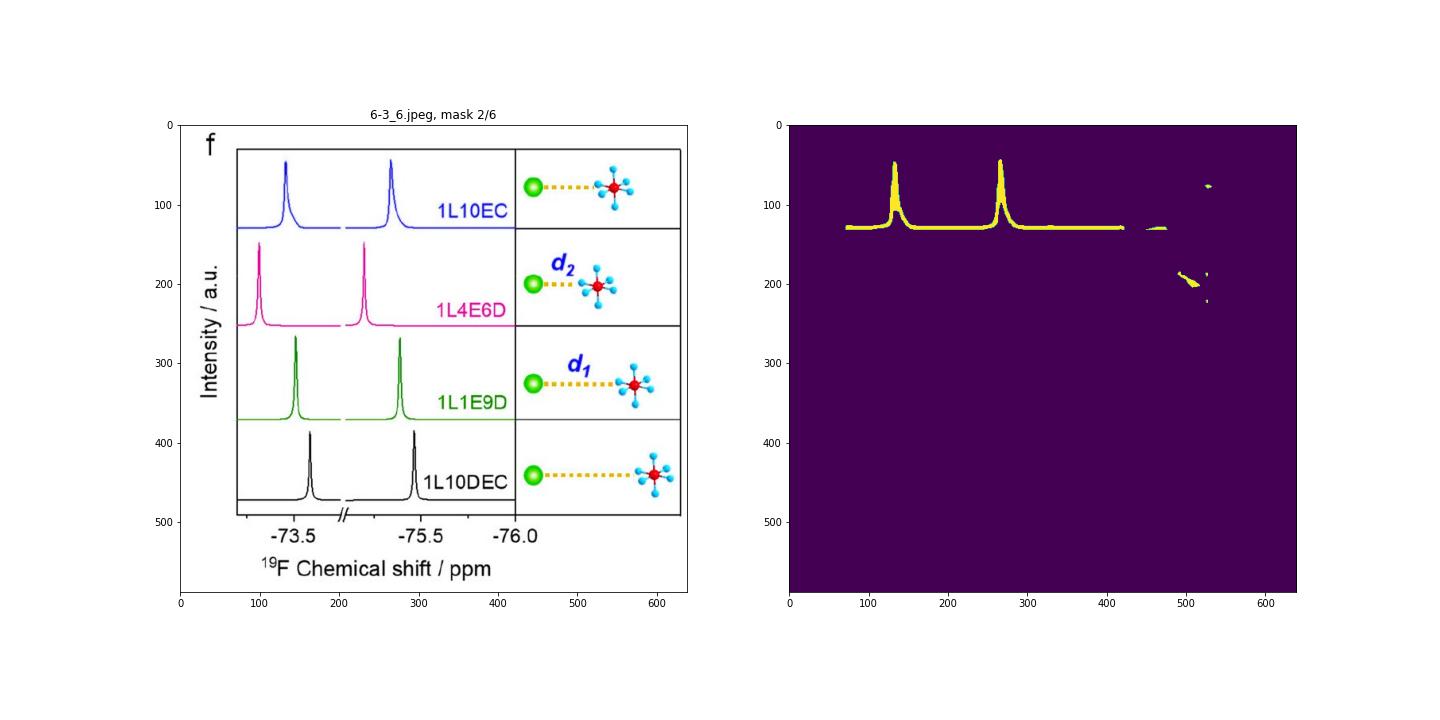 6-3_6.jpeg, mask 2/6
f
1L10EC
d2
1L4E6D
d1
1L1E9D
1L10DEC
Intensity / a.u.
-73.5 -75.5 -76.0
19F Chemical shift / ppm
0
100
200
300
400
500
0 100 200 300 400 500 600
0
100
200
300
400
500
0 100 200 300 400 500 600